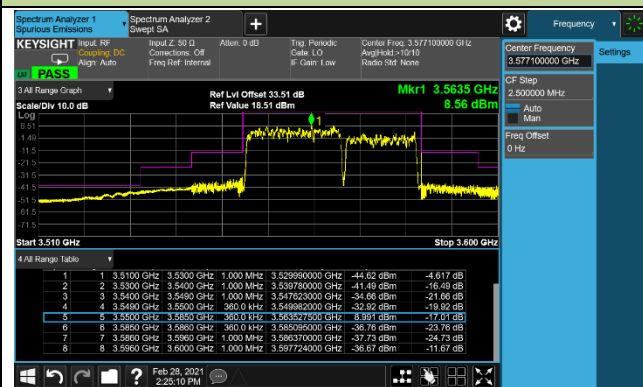 Spectrum Analyzer 1
Spurious Emissions
Spectrum Analyzer 2
Swept SA
+
Frequency
KEYSIGHT
Input: RF
Coupling: DC
Align: Auto
Input Z: 50 Ω
Corrections: Off
Freq Ref: Internal
Atten: 0 dB
Trig: Periodic
Gate: LO
IF Gain: Low
Center Freq: 3.577100000 GHz
Avg|Hold:>10/10
Radio Std: None
LNI PASS
Center Frequency
3.577100000 GHz
Settings
CF Step
2.500000 MHz
Auto
Man
Freq Offset
0 Hz
3 All Range Graph
Scale/Div 10.0 dB
Ref Lvl Offset 33.51 dB
Ref Value 18.51 dBm
Mkr1 3.5635 GHz
8.56 dBm
Log
8.51
-1.49
-11.5
-21.5
-31.5
-41.5
-51.5
-61.5
-71.5
1
Start 3.510 GHz
Stop 3.600 GHz
4 All Range Table
1 1 3.5100 GHz 3.5300 GHz 1.000 MHz 3.529990000 GHz -44.62 dBm -4.617 dB
2 2 3.5300 GHz 3.5400 GHz 1.000 MHz 3.539780000 GHz -41.49 dBm -16.49 dB
3 3 3.5400 GHz 3.5490 GHz 1.000 MHz 3.547623000 GHz -34.66 dBm -21.66 dB
4 4 3.5490 GHz 3.5500 GHz 360.0 kHz 3.549982000 GHz -32.92 dBm -19.92 dB
5 5 3.5500 GHz 3.5850 GHz 360.0 kHz 3.563527500 GHz 8.991 dBm -17.01 dB
6 6 3.5850 GHz 3.5860 GHz 360.0 kHz 3.585095000 GHz -36.76 dBm -23.76 dB
7 7 3.5860 GHz 3.5960 GHz 1.000 MHz 3.586370000 GHz -37.73 dBm -24.73 dB
8 8 3.5960 GHz 3.6000 GHz 1.000 MHz 3.597724000 GHz -36.67 dBm -11.67 dB
?
Feb 28, 2021
2:25:10 PM